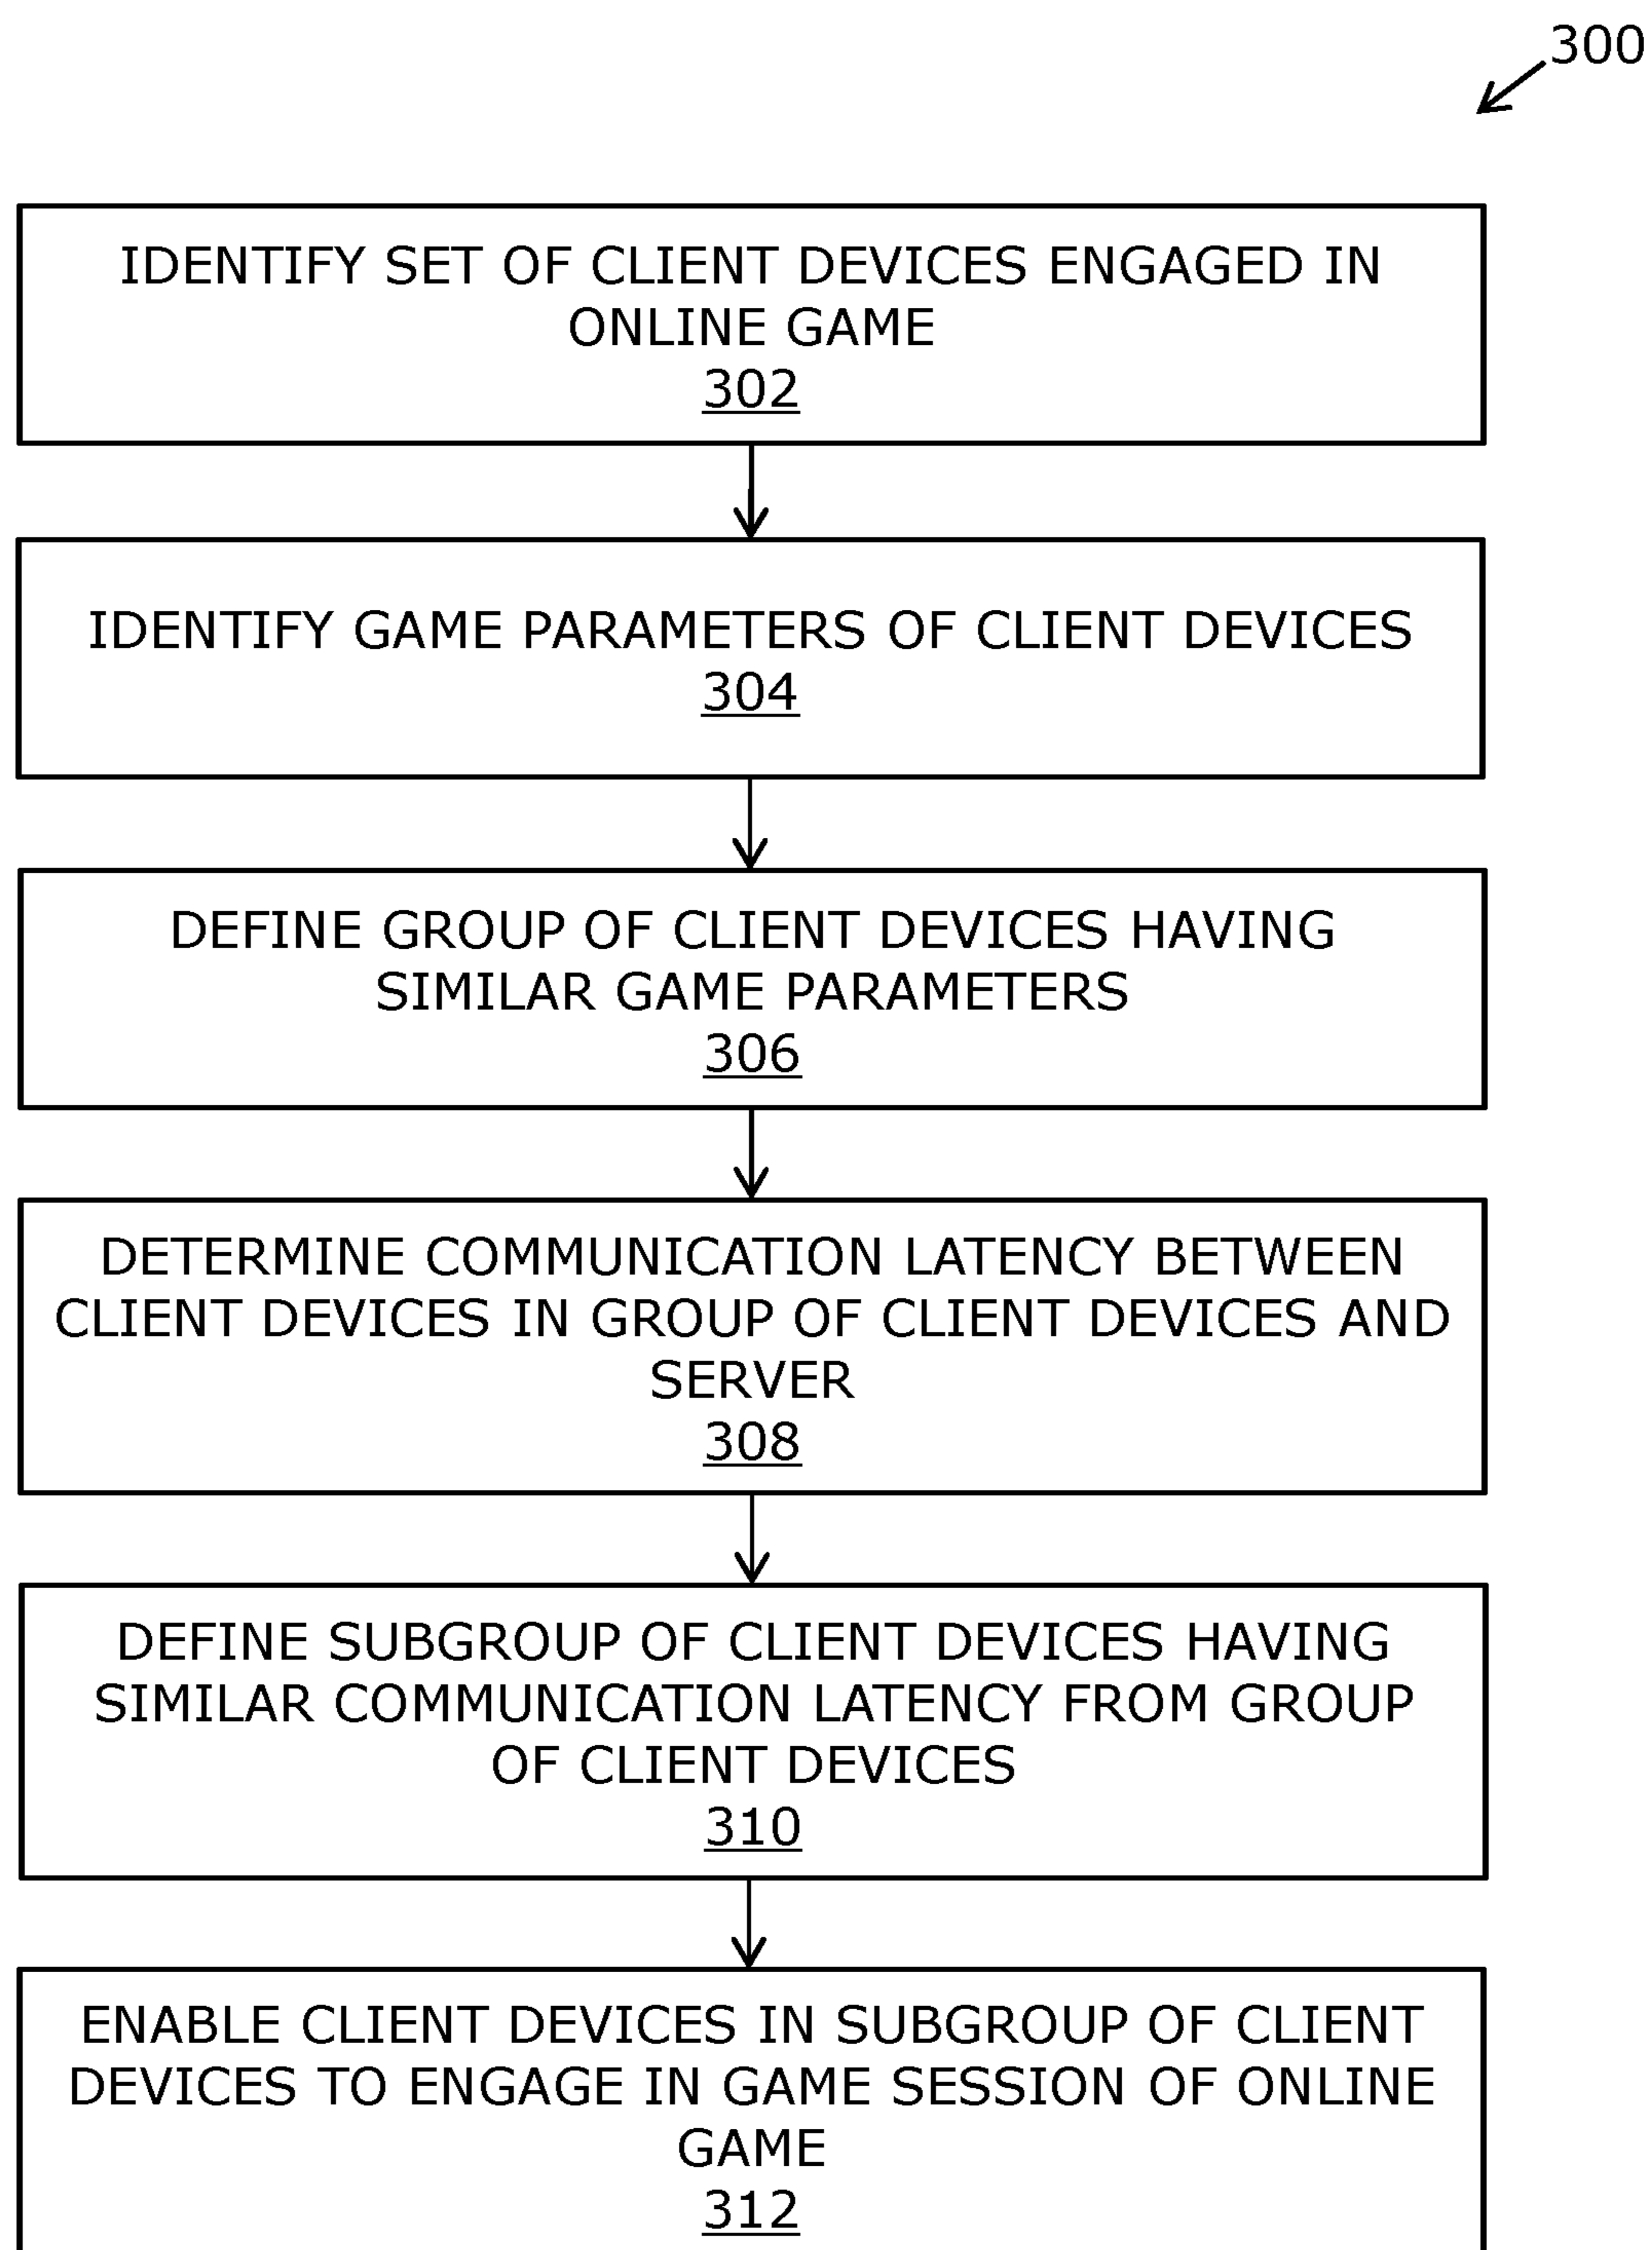 300
IDENTIFY SET OF CLIENT DEVICES ENGAGED IN
ONLINE GAME
302
IDENTIFY GAME PARAMETERS OF CLIENT DEVICES
304
DEFINE GROUP OF CLIENT DEVICES HAVING
SIMILAR GAME PARAMETERS
306
DETERMINE COMMUNICATION LATENCY BETWEEN
CLIENT DEVICES IN GROUP OF CLIENT DEVICES AND
SERVER
308
DEFINE SUBGROUP OF CLIENT DEVICES HAVING
SIMILAR COMMUNICATION LATENCY FROM GROUP
OF CLIENT DEVICES
310
ENABLE CLIENT DEVICES IN SUBGROUP OF CLIENT
DEVICES TO ENGAGE IN GAME SESSION OF ONLINE
GAME
312